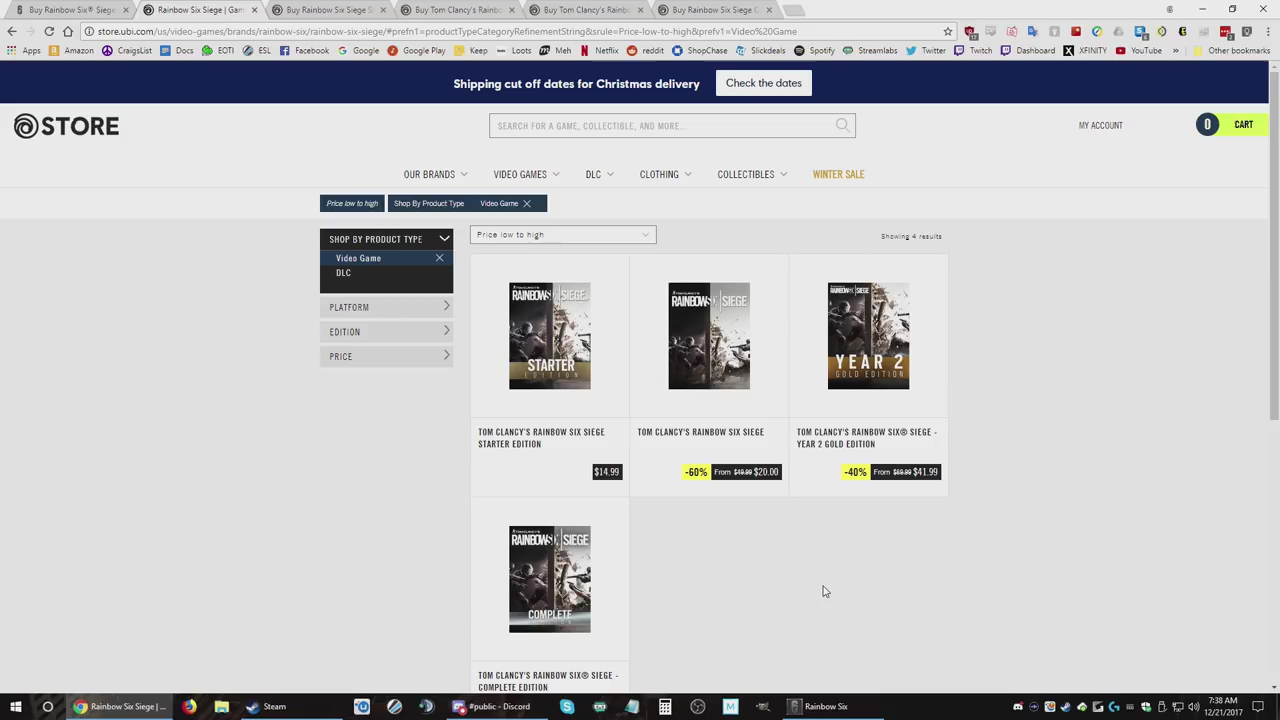 Buy Rainbow Six® Siege
Rainbow Six Siege | Gam
Buy Rainbow Six Siege S
Buy Tom Clancy's Rainbow
Buy Tom Clancy's Rainbow
Buy Rainbow Six Siege
store.ubi.com/us/video-games/brands/rainbow-six/rainbow-six-siege/#prefn1=productTypeCategoryRefinementString&srule=Price-low-to-high&prefv1=Video%20Game
Apps Amazon CraigsList Docs EOTI ESL Facebook Google Google Keep Loots Meh Netflix reddit ShopChase Slickdeals Spotify Streamlabs Twitter Twitch Dashboard XFINITY YouTube » Other bookmarks
Shipping cut off dates for Christmas delivery Check the dates
STORE
SEARCH FOR A GAME, COLLECTIBLE, AND MORE...
MY ACCOUNT
0 CART
OUR BRANDS VIDEO GAMES DLC CLOTHING COLLECTIBLES WINTER SALE
Price low to high Shop By Product Type Video Game
SHOP BY PRODUCT TYPE
Video Game
DLC
PLATFORM
EDITION
PRICE
Price low to high
Showing 4 results
RAINBOW SIX SIEGE
STARTER
EDITION
RAINBOW SIX SIEGE
RAINBOW SIX SIEGE
YEAR 2
GOLD EDITION
TOM CLANCY'S RAINBOW SIX SIEGE
STARTER EDITION
$14.99
TOM CLANCY'S RAINBOW SIX SIEGE
-60% From $49.99 $20.00
TOM CLANCY'S RAINBOW SIX® SIEGE -
YEAR 2 GOLD EDITION
-40% From $69.99 $41.99
RAINBOW SIX SIEGE
COMPLETE
TOM CLANCY'S RAINBOW SIX® SIEGE -
COMPLETE EDITION
Rainbow Six Siege | ...
Steam
#public - Discord
Rainbow Six
7:38 AM
12/21/2017